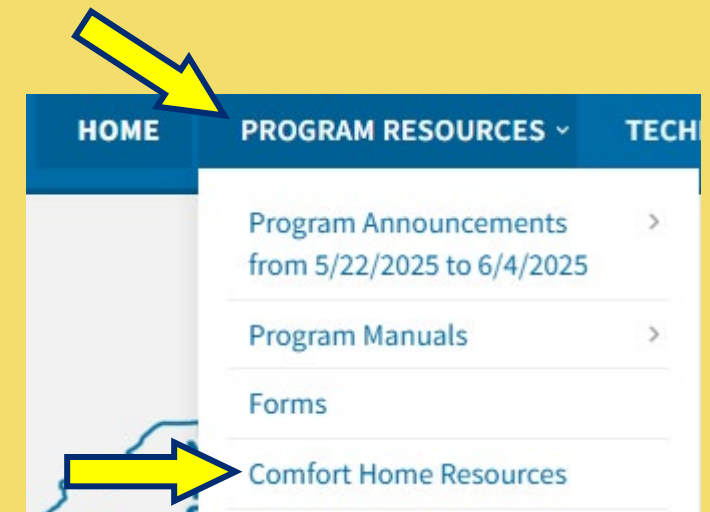 HOME PROGRAM RESOURCES TECH
Program Announcements
from 5/22/2025 to 6/4/2025
Program Manuals
Forms
Comfort Home Resources